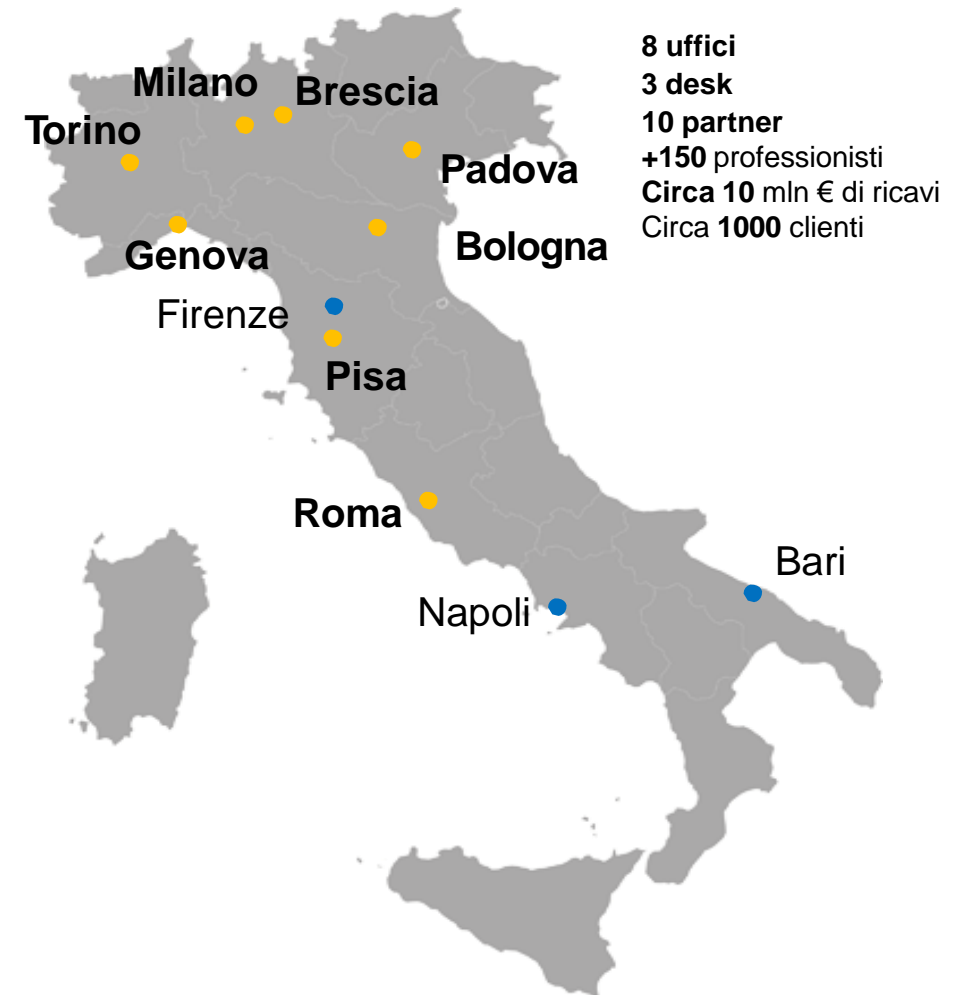 8 uffici
3 desk
10 partner
+150 professionisti
Circa 10 mln € di ricavi
Circa 1000 clienti
Milano
Brescia
Torino
Padova
Bologna
Genova
Firenze
Pisa
Roma
Bari
Napoli